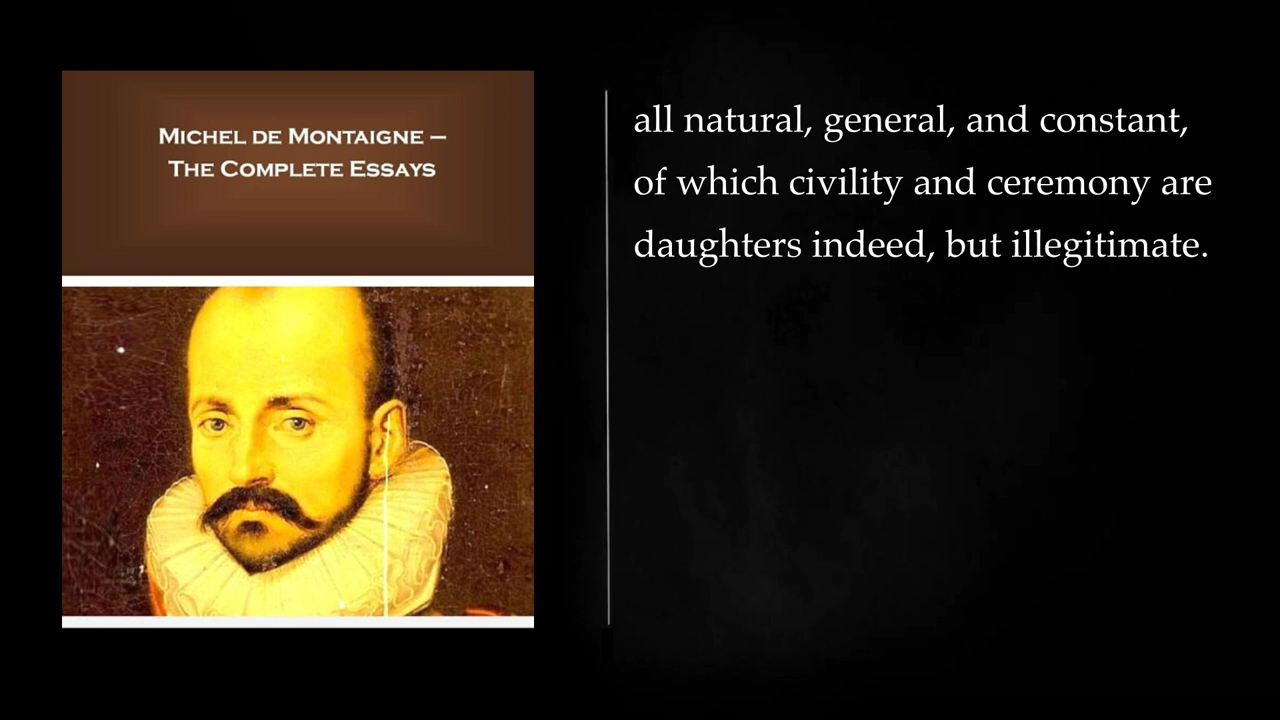 MICHEL DE MONTAIGNE –
THE COMPLETE ESSAYS
all natural, general, and constant,
of which civility and ceremony are
daughters indeed, but illegitimate.